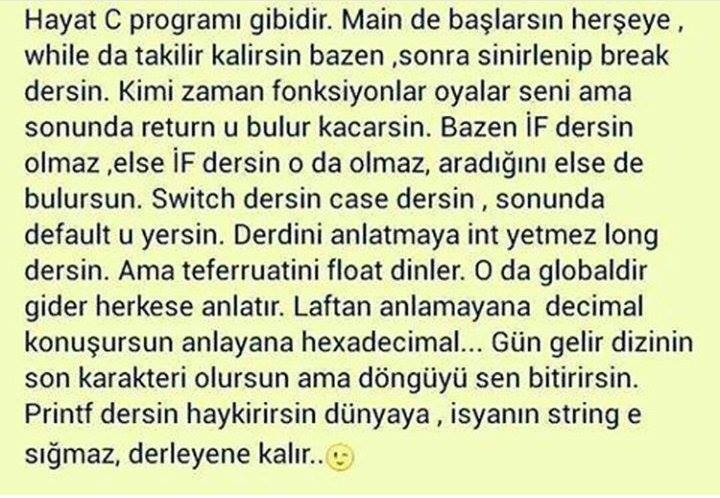 Hayat C programı gibidir. Main de başlarsın herşeye ,
while da takilir kalirsin bazen ,sonra sinirlenip break
dersin. Kimi zaman fonksiyonlar oyalar seni ama
sonunda return u bulur kacarsin. Bazen İF dersin
olmaz ,else İF dersin o da olmaz, aradığını else de
bulursun. Switch dersin case dersin , sonunda
default u yersin. Derdini anlatmaya int yetmez long
dersin. Ama teferruatini float dinler. O da globaldir
gider herkese anlatır. Laftan anlamayana  decimal
konuşursun anlayana hexadecimal... Gün gelir dizinin
son karakteri olursun ama döngüyü sen bitirirsin.
Printf dersin haykirirsin dünyaya , isyanın string e
sığmaz, derleyene kalır..😉